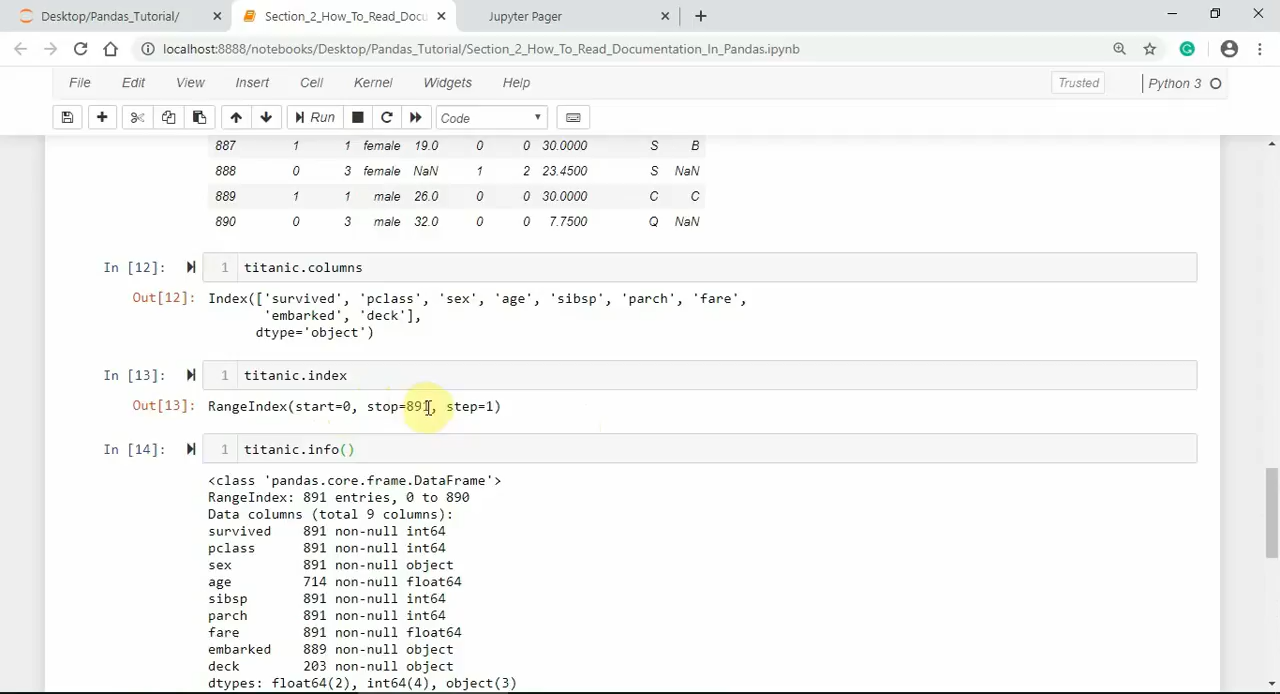 Desktop/Pandas_Tutorial/
Section_2_How_To_Read_Docu
Jupyter Pager
localhost:8888/notebooks/Desktop/Pandas_Tutorial/Section_2_How_To_Read_Documentation_In_Pandas.ipynb
File Edit View Insert Cell Kernel Widgets Help Trusted Python 3
Run Code
887 1 1 female 19.0 0 0 30.0000 S B
888 0 3 female NaN 1 2 23.4500 S NaN
889 1 1 male 26.0 0 0 30.0000 C C
890 0 3 male 32.0 0 0 7.7500 Q NaN
In [12]: 1 titanic.columns
Out[12]: Index(['survived', 'pclass', 'sex', 'age', 'sibsp', 'parch', 'fare',
'embarked', 'deck'],
dtype='object')
In [13]: 1 titanic.index
Out[13]: RangeIndex(start=0, stop=891, step=1)
In [14]: 1 titanic.info()
<class 'pandas.core.frame.DataFrame'>
RangeIndex: 891 entries, 0 to 890
Data columns (total 9 columns):
survived 891 non-null int64
pclass 891 non-null int64
sex 891 non-null object
age 714 non-null float64
sibsp 891 non-null int64
parch 891 non-null int64
fare 891 non-null float64
embarked 889 non-null object
deck 203 non-null object
dtypes: float64(2), int64(4), object(3)